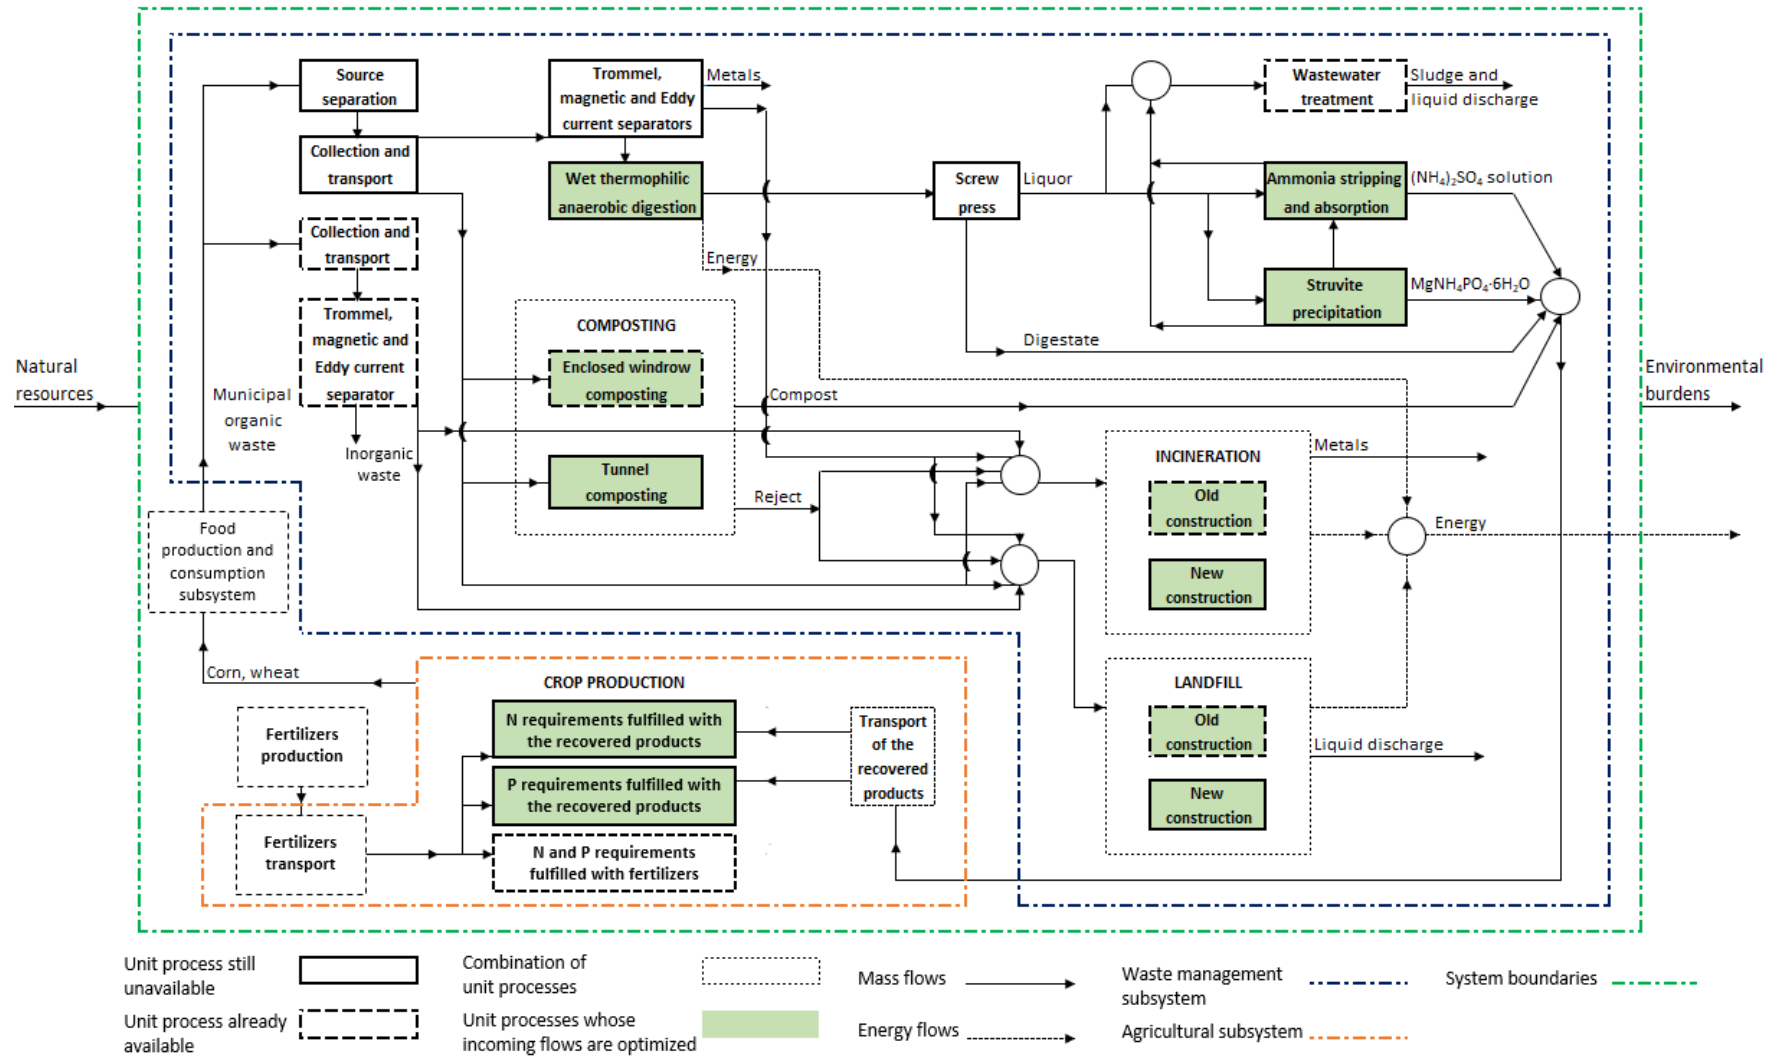 Source
separation
Collection and
transport
Trommel,
magnetic and Eddy
current separators
Metals
Wet thermophilic
anaerobic digestion
Energy
Screw
press
Liquor
Wastewater
treatment
Sludge and
liquid discharge
Ammonia stripping
and absorption
(NH₄)₂SO₄ solution
Struvite
precipitation
MgNH₄PO₄·6H₂O
Digestate
Collection and
transport
Trommel,
magnetic and
Eddy current
separator
Inorganic
waste
Municipal
organic
waste
Natural
resources
COMPOSTING
Enclosed windrow
composting
Tunnel
composting
Compost
Reject
INCINERATION
Old
construction
New
construction
Metals
Energy
Environmental
burdens
LANDFILL
Old
construction
New
construction
Liquid discharge
Food
production and
consumption
subsystem
Corn, wheat
Fertilizers
production
Fertilizers
transport
CROP PRODUCTION
N requirements fulfilled with
the recovered products
P requirements fulfilled with
the recovered products
N and P requirements
fulfilled with fertilizers
Transport
of the
recovered
products
Unit process still
unavailable
Unit process already
available
Combination of
unit processes
Unit processes whose
incoming flows are optimized
Mass flows
Energy flows
Waste management
subsystem
Agricultural subsystem
System boundaries